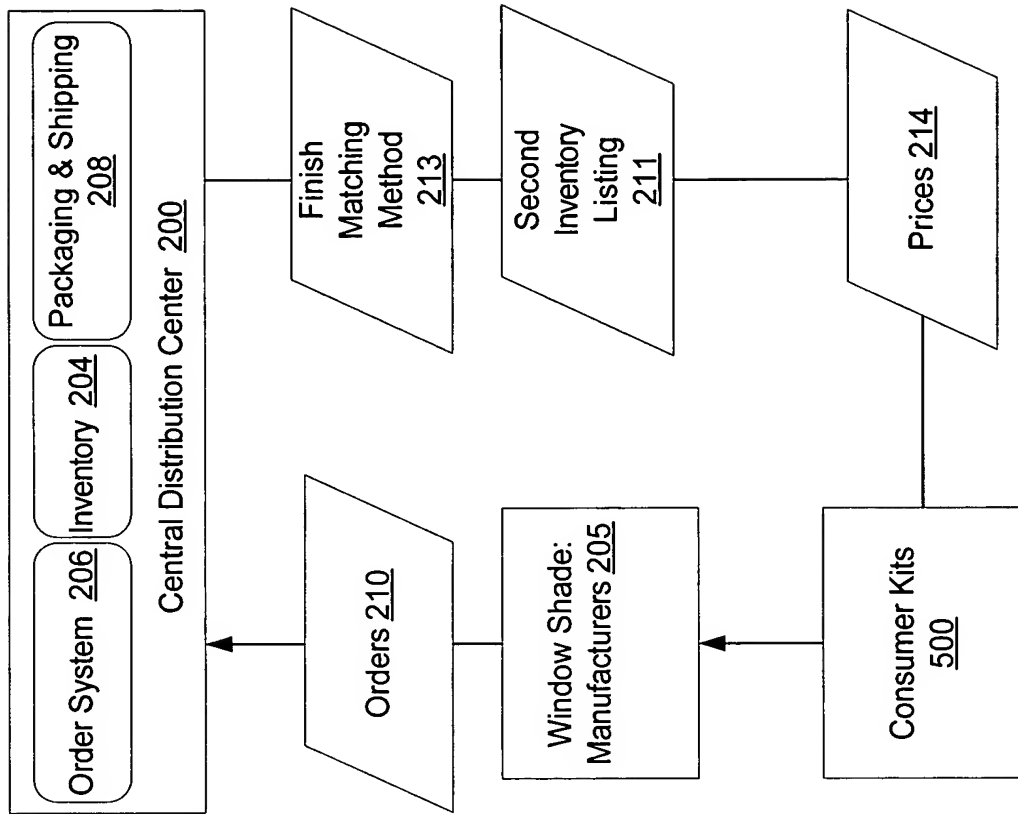 Order System 206
Inventory 204
Packaging & Shipping
208
Central Distribution Center 200
Orders 210
Finish
Matching
Method
213
Window Shade:
Manufacturers 205
Second
Inventory
Listing
211
Consumer Kits
500
Prices 214